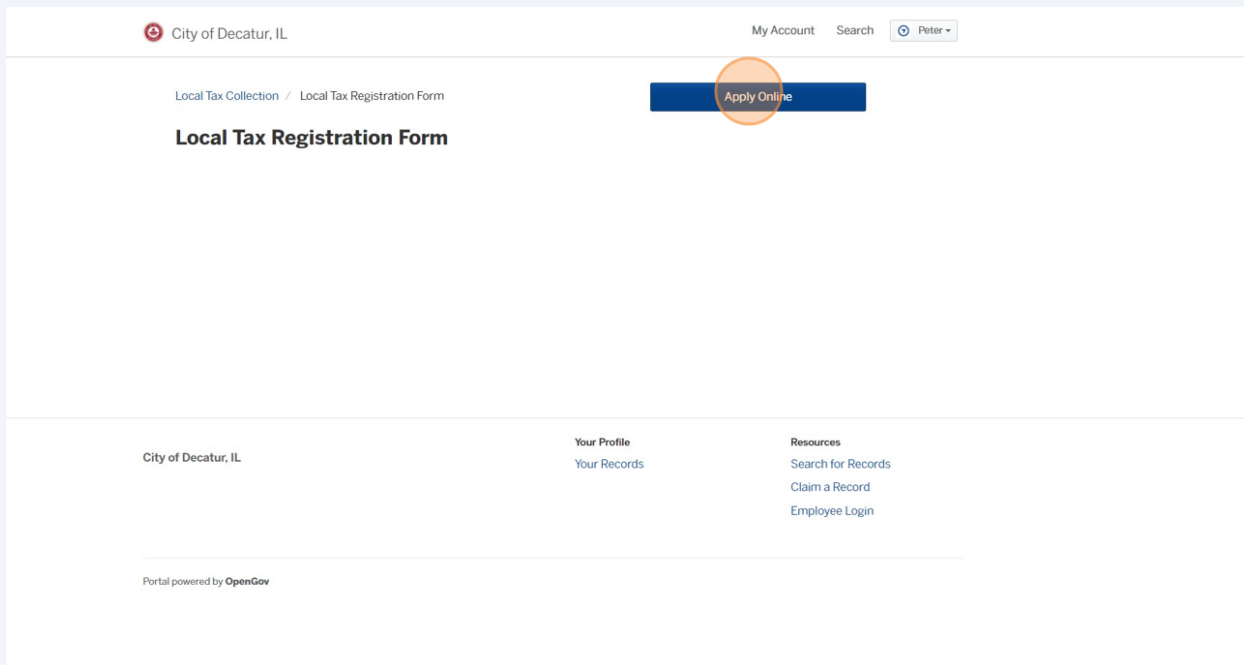 City of Decatur, IL
My Account Search Peter
Local Tax Collection / Local Tax Registration Form
Apply Online
Local Tax Registration Form
City of Decatur, IL
Your Profile
Your Records
Resources
Search for Records
Claim a Record
Employee Login
Portal powered by OpenGov